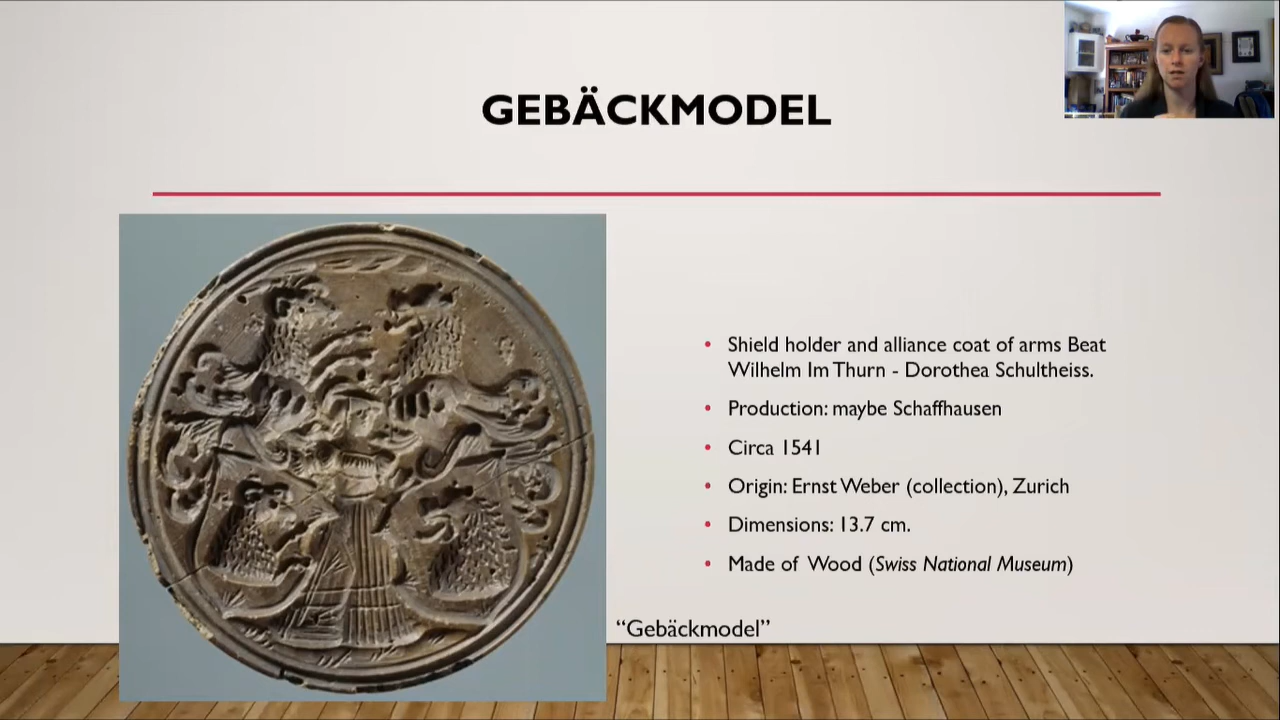 GEBÄCKMODEL
• Shield holder and alliance coat of arms Beat
Wilhelm Im Thurn - Dorothea Schultheiss.
• Production: maybe Schaffhausen
• Circa 1541
• Origin: Ernst Weber (collection), Zurich
• Dimensions: 13.7 cm.
• Made of Wood (Swiss National Museum)
“Gebäckmodel”